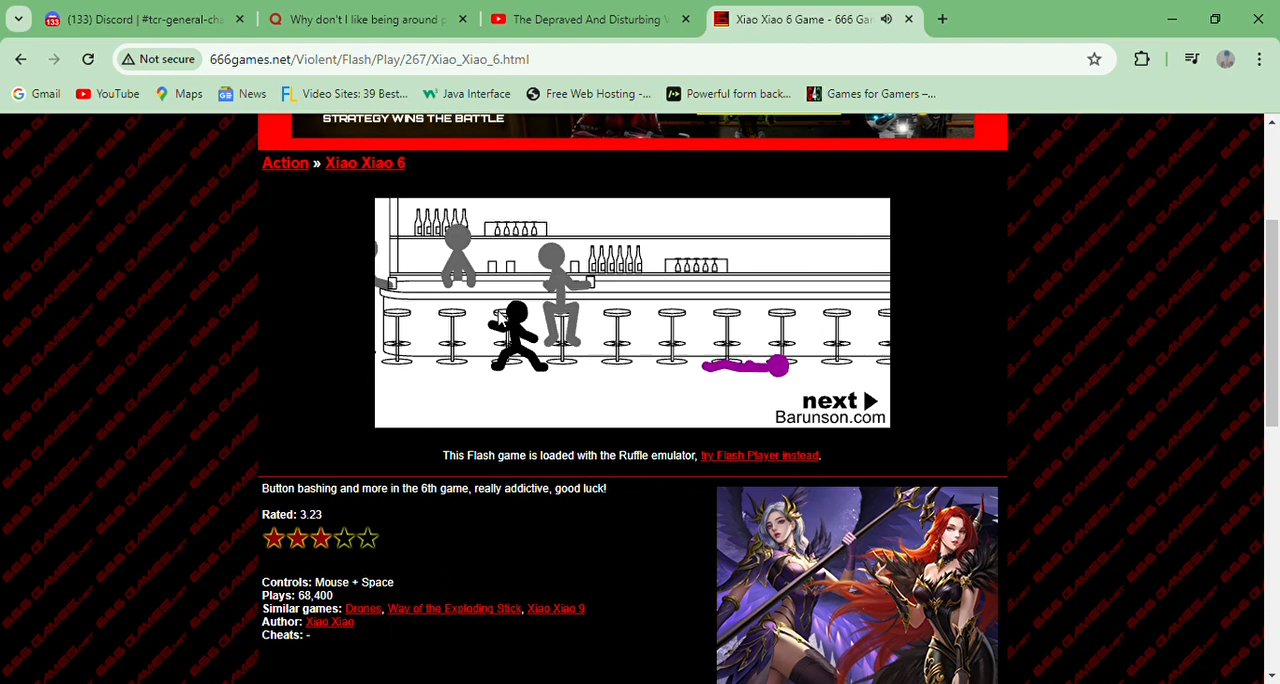 133
(133) Discord | #tcr-general-cha
Why don't I like being around p
The Depraved And Disturbing
Xiao Xiao 6 Game - 666 Gar
Not secure
666games.net/Violent/Flash/Play/267/Xiao_Xiao_6.html
Gmail
YouTube
Maps
News
Video Sites: 39 Best...
Java Interface
Free Web Hosting -...
Powerful form back...
Games for Gamers –...
STRATEGY WINS THE BATTLE
Action » Xiao Xiao 6
next
Barunson.com
This Flash game is loaded with the Ruffle emulator, try Flash Player instead.
Button bashing and more in the 6th game, really addictive, good luck!
Rated: 3.23
Controls: Mouse + Space
Plays: 68,400
Similar games: Drones, Way of the Exploding Stick, Xiao Xiao 9
Author: Xiao Xiao
Cheats: -